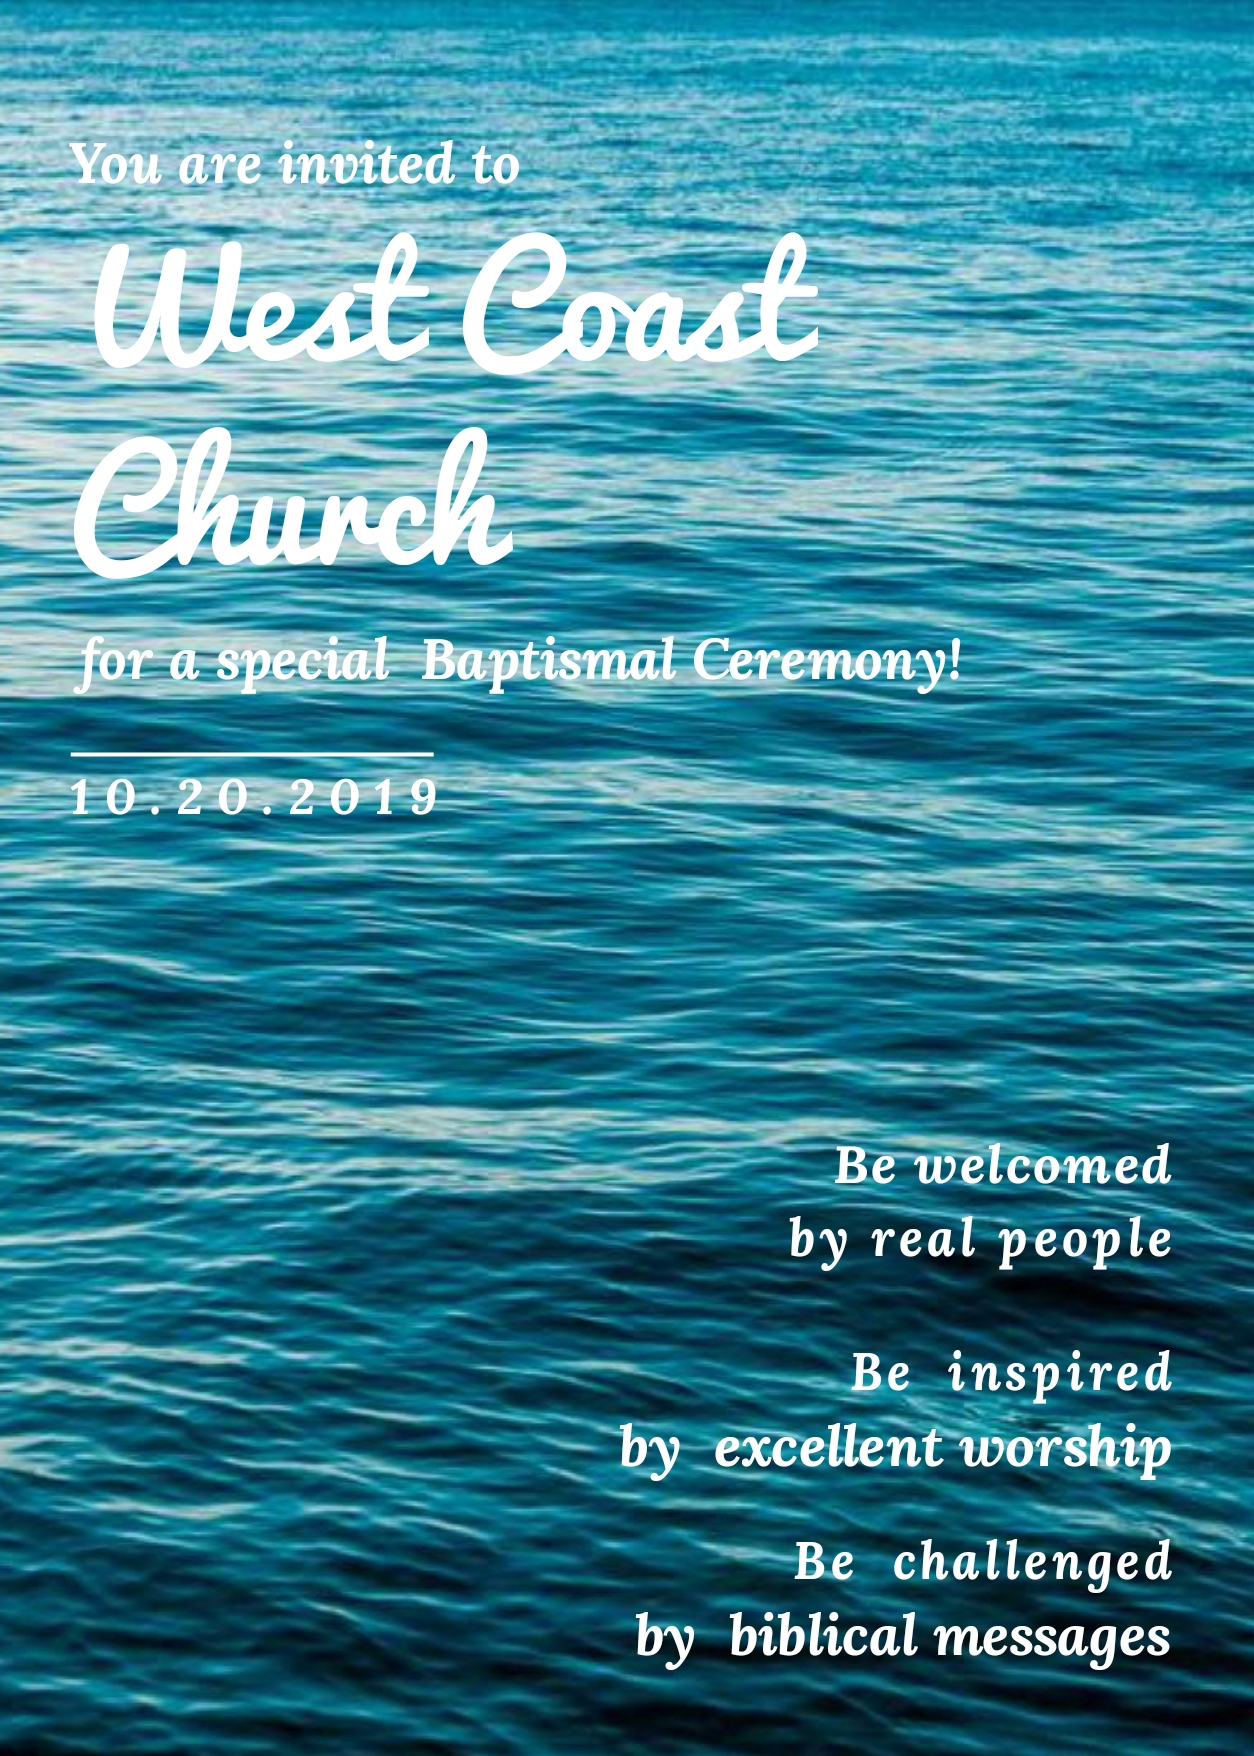 You are invited to
West Coast
Church
for a special Baptismal Ceremony!
10.20.2019
Be welcomed
by real people
Be inspired
by excellent worship
Be challenged
by biblical messages